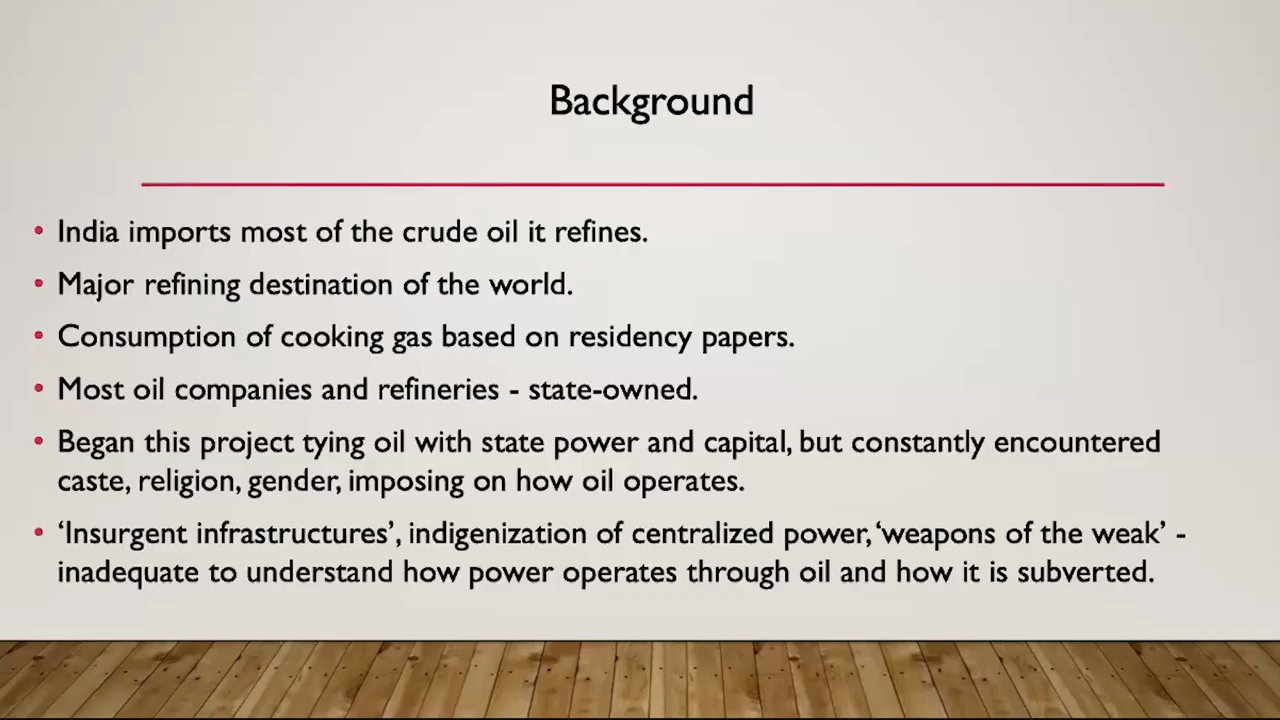 Background
• India imports most of the crude oil it refines.
• Major refining destination of the world.
• Consumption of cooking gas based on residency papers.
• Most oil companies and refineries - state-owned.
• Began this project tying oil with state power and capital, but constantly encountered
caste, religion, gender, imposing on how oil operates.
• ‘Insurgent infrastructures’, indigenization of centralized power, ‘weapons of the weak’ -
inadequate to understand how power operates through oil and how it is subverted.